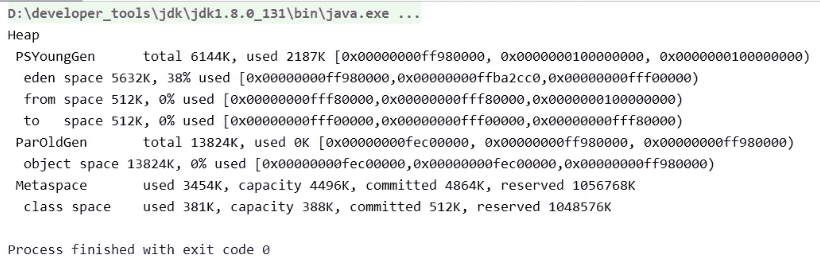 D:\developer_tools\jdk\jdk1.8.0_131\bin\java.exe ...
Heap
PSYoungGen      total 6144K, used 2187K [0x00000000ff980000, 0x0000000100000000, 0x0000000100000000)
eden space 5632K, 38% used [0x00000000ff980000,0x00000000ffba2cc0,0x00000000fff00000)
from space 512K, 0% used [0x00000000fff80000,0x00000000fff80000,0x0000000100000000)
to   space 512K, 0% used [0x00000000fff00000,0x00000000fff00000,0x00000000fff80000)
ParOldGen       total 13824K, used 0K [0x00000000fec00000, 0x00000000ff980000, 0x00000000ff980000)
object space 13824K, 0% used [0x00000000fec00000,0x00000000fec00000,0x00000000ff980000)
Metaspace       used 3454K, capacity 4496K, committed 4864K, reserved 1056768K
class space    used 381K, capacity 388K, committed 512K, reserved 1048576K
Process finished with exit code 0